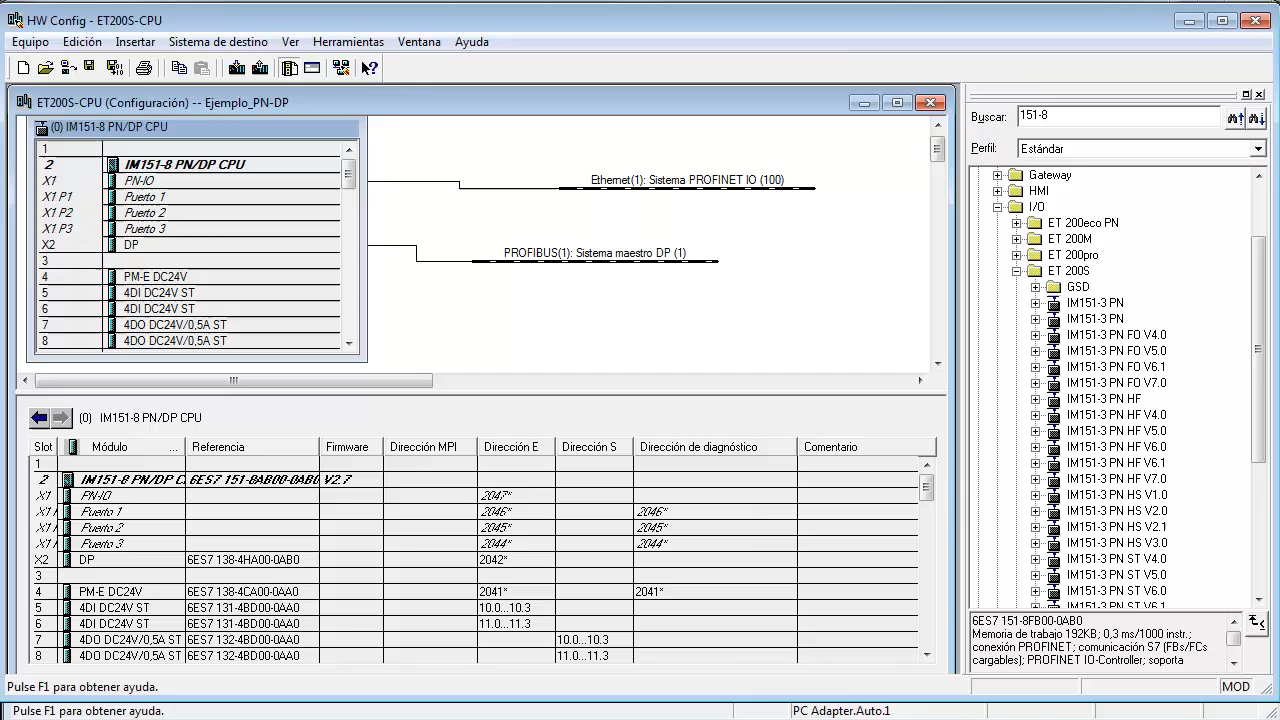 HW Config - ET200S-CPU
Equipo Edición Insertar Sistema de destino Ver Herramientas Ventana Ayuda
ET200S-CPU (Configuración) -- Ejemplo_PN-DP
(0) IM151-8 PN/DP CPU
1
2 IM151-8 PN/DP CPU
X1 PN-IO
X1 P1 Puerto 1
X1 P2 Puerto 2
X1 P3 Puerto 3
X2 DP
3
4 PM-E DC24V
5 4DI DC24V ST
6 4DI DC24V ST
7 4DO DC24V/0,5A ST
8 4DO DC24V/0,5A ST
Ethernet(1): Sistema PROFINET IO (100)
PROFIBUS(1): Sistema maestro DP (1)
(0) IM151-8 PN/DP CPU
Slot Módulo ... Referencia Firmware Dirección MPI Dirección E Dirección S Dirección de diagnóstico Comentario
1
2 IM151-8 PN/DP C 6ES7 151-8AB00-0AB0 V2.7
X1 PN-IO 2047*
X1 Puerto 1 2046* 2046*
X1 Puerto 2 2045* 2045*
X1 Puerto 3 2044* 2044*
X2 DP 6ES7 138-4HA00-0AB0 2042*
3
4 PM-E DC24V 6ES7 138-4CA00-0AA0 2041* 2041*
5 4DI DC24V ST 6ES7 131-4BD00-0AA0 10.0...10.3
6 4DI DC24V ST 6ES7 131-4BD00-0AA0 11.0...11.3
7 4DO DC24V/0,5A ST 6ES7 132-4BD00-0AA0 10.0...10.3
8 4DO DC24V/0,5A ST 6ES7 132-4BD00-0AA0 11.0...11.3
Buscar: 151-8
Perfil: Estándar
Gateway
HMI
I/O
ET 200eco PN
ET 200M
ET 200pro
ET 200S
GSD
IM151-3 PN
IM151-3 PN
IM151-3 PN FO V4.0
IM151-3 PN FO V5.0
IM151-3 PN FO V6.1
IM151-3 PN FO V7.0
IM151-3 PN HF
IM151-3 PN HF V4.0
IM151-3 PN HF V5.0
IM151-3 PN HF V6.0
IM151-3 PN HF V6.1
IM151-3 PN HF V7.0
IM151-3 PN HS V1.0
IM151-3 PN HS V2.0
IM151-3 PN HS V2.1
IM151-3 PN HS V3.0
IM151-3 PN ST V4.0
IM151-3 PN ST V5.0
IM151-3 PN ST V6.0
IM151-3 PN ST V6.1
6ES7 151-8FB00-0AB0
Memoria de trabajo 192KB; 0,3 ms/1000 instr.;
conexión PROFINET; comunicación S7 (FBs/FCs
cargables); PROFINET IO-Controller; soporta
Pulse F1 para obtener ayuda.
MOD
Pulse F1 para obtener ayuda.
PC Adapter.Auto.1